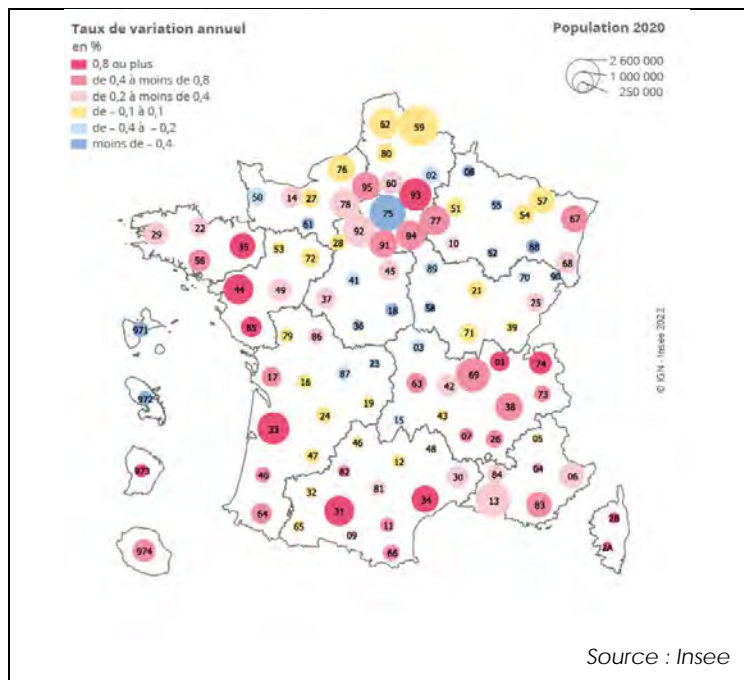 Taux de variation annuel
en %
0,8 ou plus
de 0,4 à moins de 0,8
de 0,2 à moins de 0,4
de – 0,1 à 0,1
de – 0,4 à – 0,2
moins de – 0,4
Population 2020
2 600 000
1 000 000
250 000
62 59
80
76 02 08
95 60 93
50 14 27 78 75 77 51 55 54 57 67
61 92 94 88
22 29 35 53 28 91 10 52 68
56 72 45 89 70 90
41 21 25
44 49 37 18 58
971 85 36 71 39
79 86 03
23 01 74
972 17 16 87 63 42 69 73
38
19
33 24 15 43 07 26 05
47 46 48
973 40 82 12 30 84 04 06
32 81 34 13 83
64 31 2B
974 65 09 11 2A
66
© IGN - Insee 2022
Source : Insee